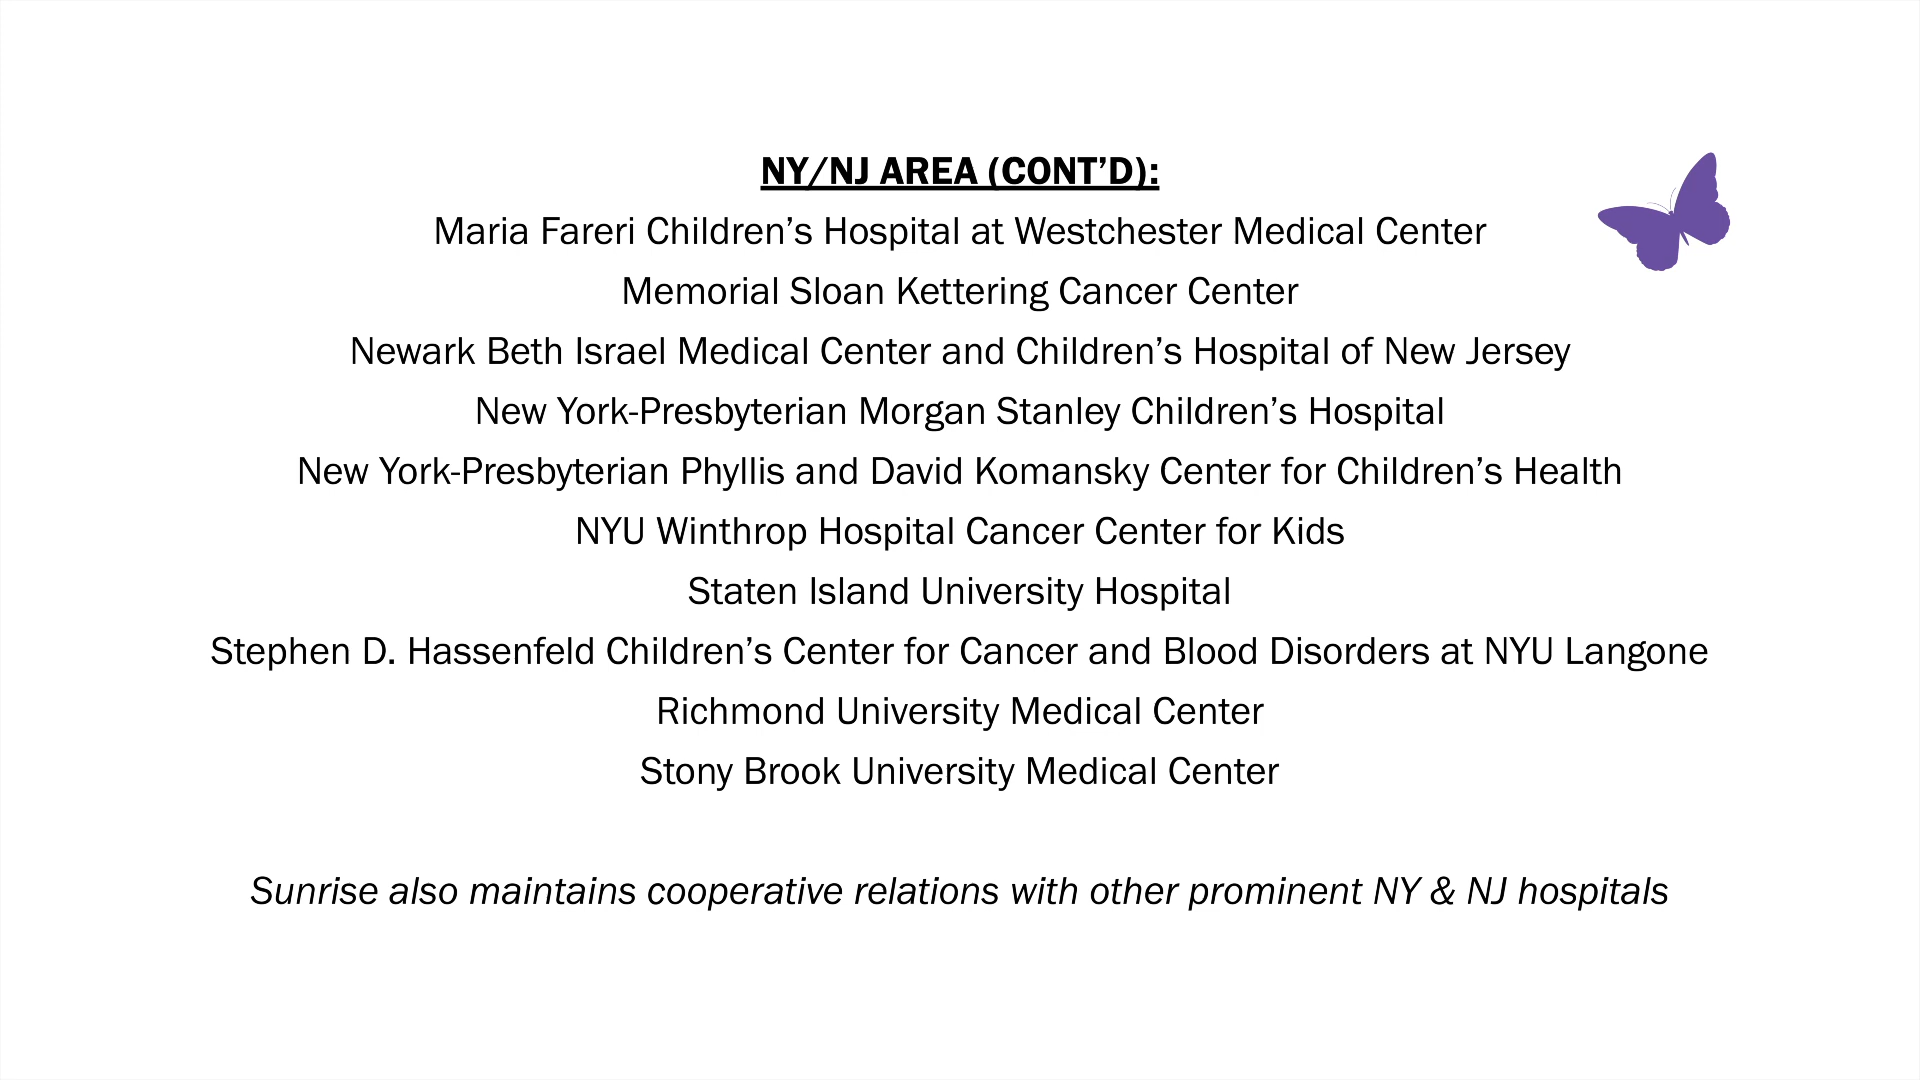 NY/NJ AREA (CONT’D):
Maria Fareri Children’s Hospital at Westchester Medical Center
Memorial Sloan Kettering Cancer Center
Newark Beth Israel Medical Center and Children’s Hospital of New Jersey
New York-Presbyterian Morgan Stanley Children’s Hospital
New York-Presbyterian Phyllis and David Komansky Center for Children’s Health
NYU Winthrop Hospital Cancer Center for Kids
Staten Island University Hospital
Stephen D. Hassenfeld Children’s Center for Cancer and Blood Disorders at NYU Langone
Richmond University Medical Center
Stony Brook University Medical Center
Sunrise also maintains cooperative relations with other prominent NY & NJ hospitals